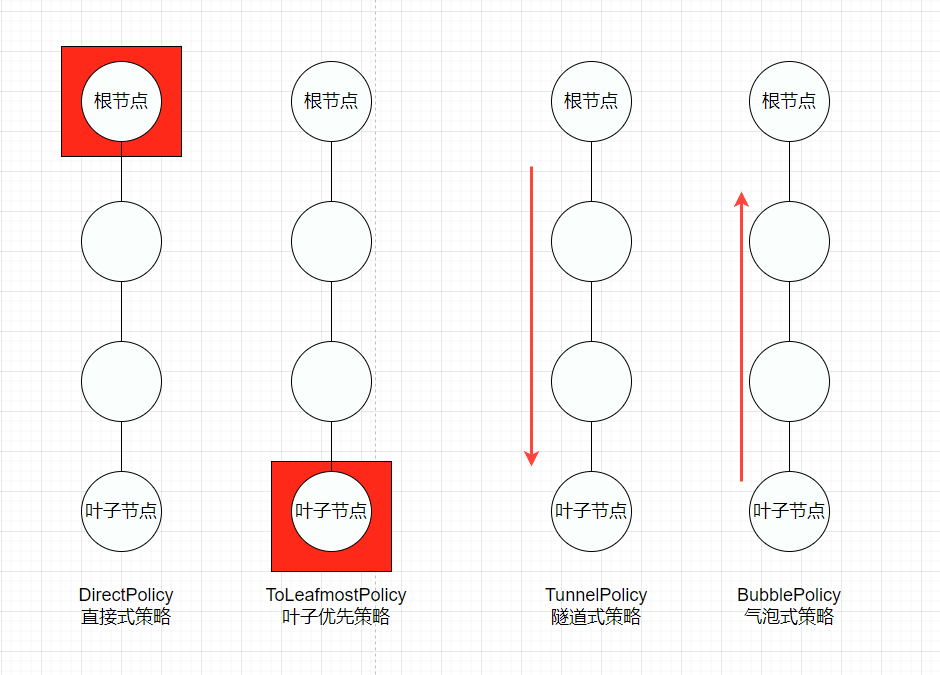 根节点
根节点
根节点
根节点
叶子节点
叶子节点
叶子节点
叶子节点
DirectPolicy
直接式策略
ToLeafmostPolicy
叶子优先策略
TunnelPolicy
隧道式策略
BubblePolicy
气泡式策略